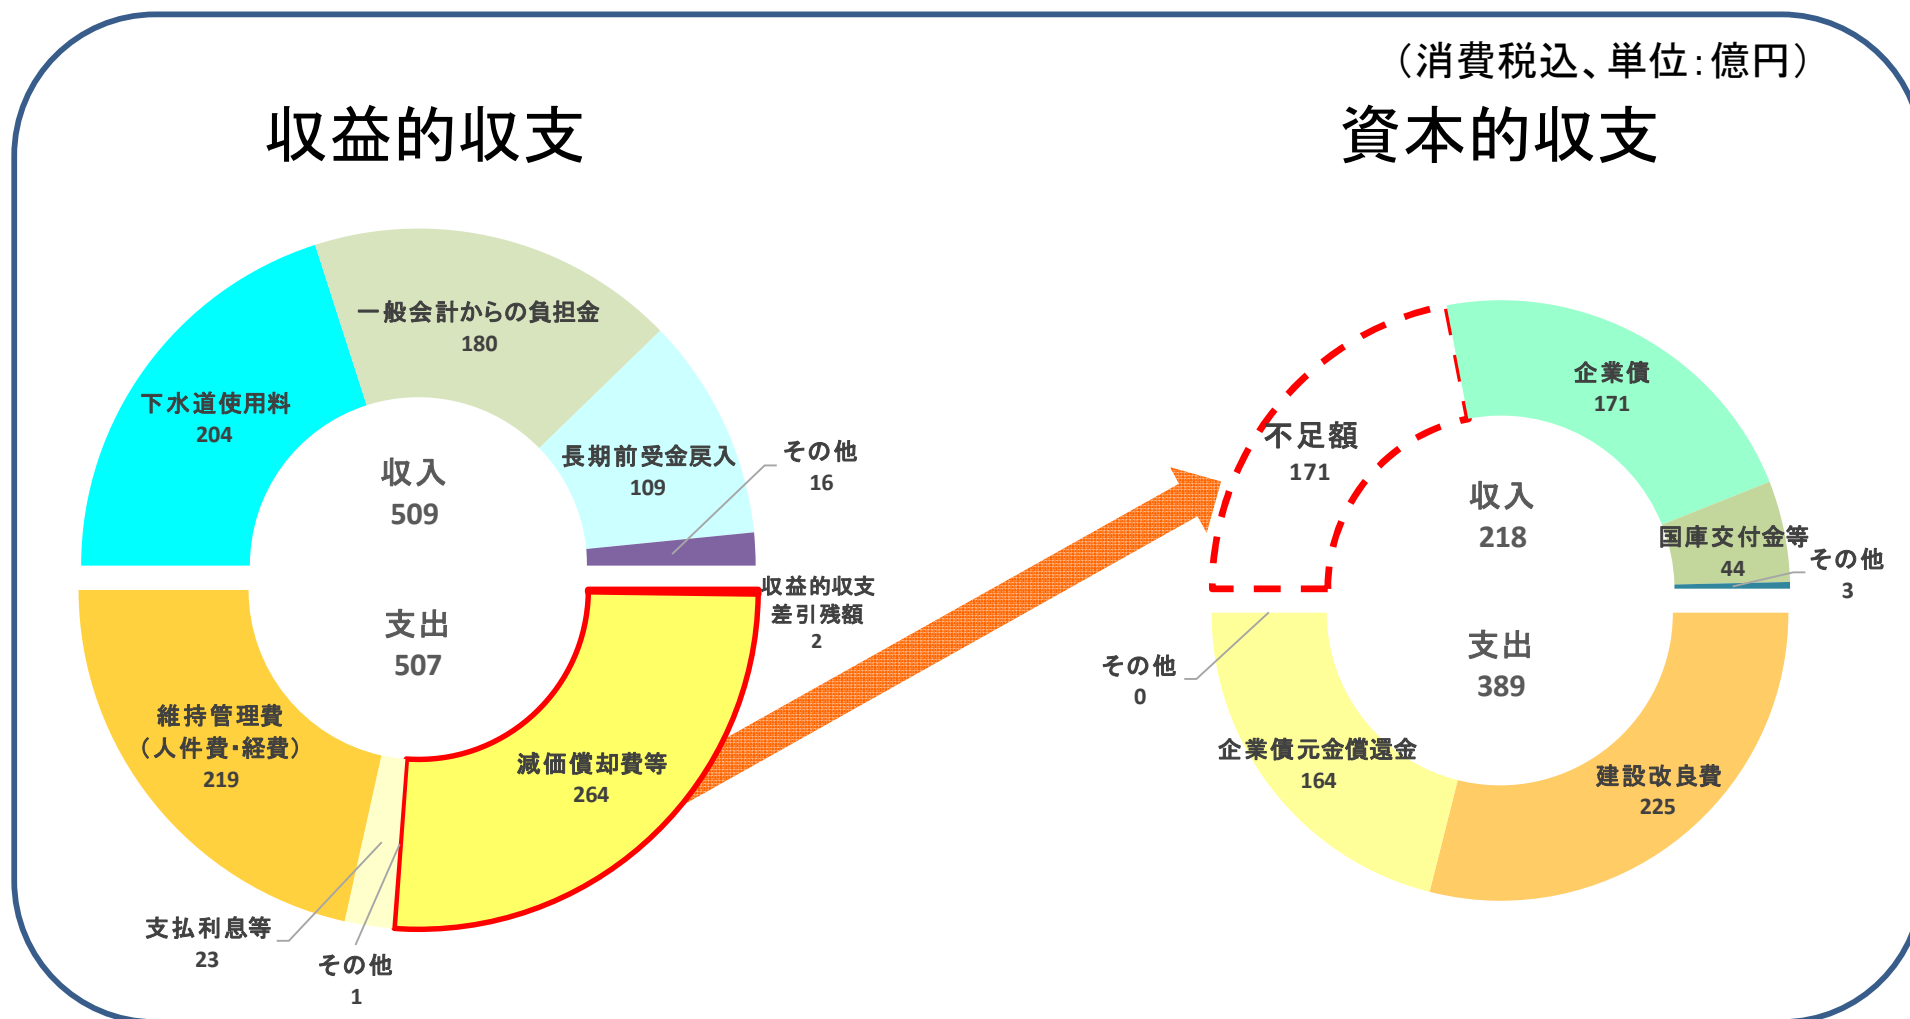 （消費税込、単位：億円）
収益的収支
資本的収支
一般会計からの負担金
180
下水道使用料
204
長期前受金戻入
109
その他
16
収入
509
収益的収支
差引残額
2
支出
507
維持管理費
（人件費・経費）
219
減価償却費等
264
支払利息等
23
その他
1
企業債
171
不足額
171
収入
218
国庫交付金等
44
その他
3
支出
389
その他
0
企業債元金償還金
164
建設改良費
225